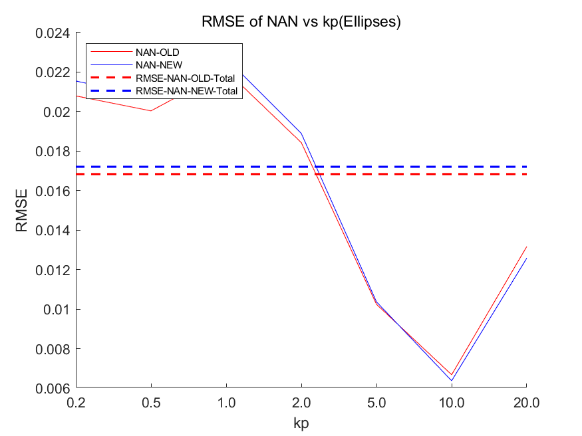 RMSE of NAN vs kp(Ellipses)
0.024
0.022
0.02
0.018
0.016
0.014
0.012
0.01
0.008
0.006
RMSE
NAN-OLD
NAN-NEW
RMSE-NAN-OLD-Total
RMSE-NAN-NEW-Total
0.2 0.5 1.0 2.0 5.0 10.0 20.0
kp